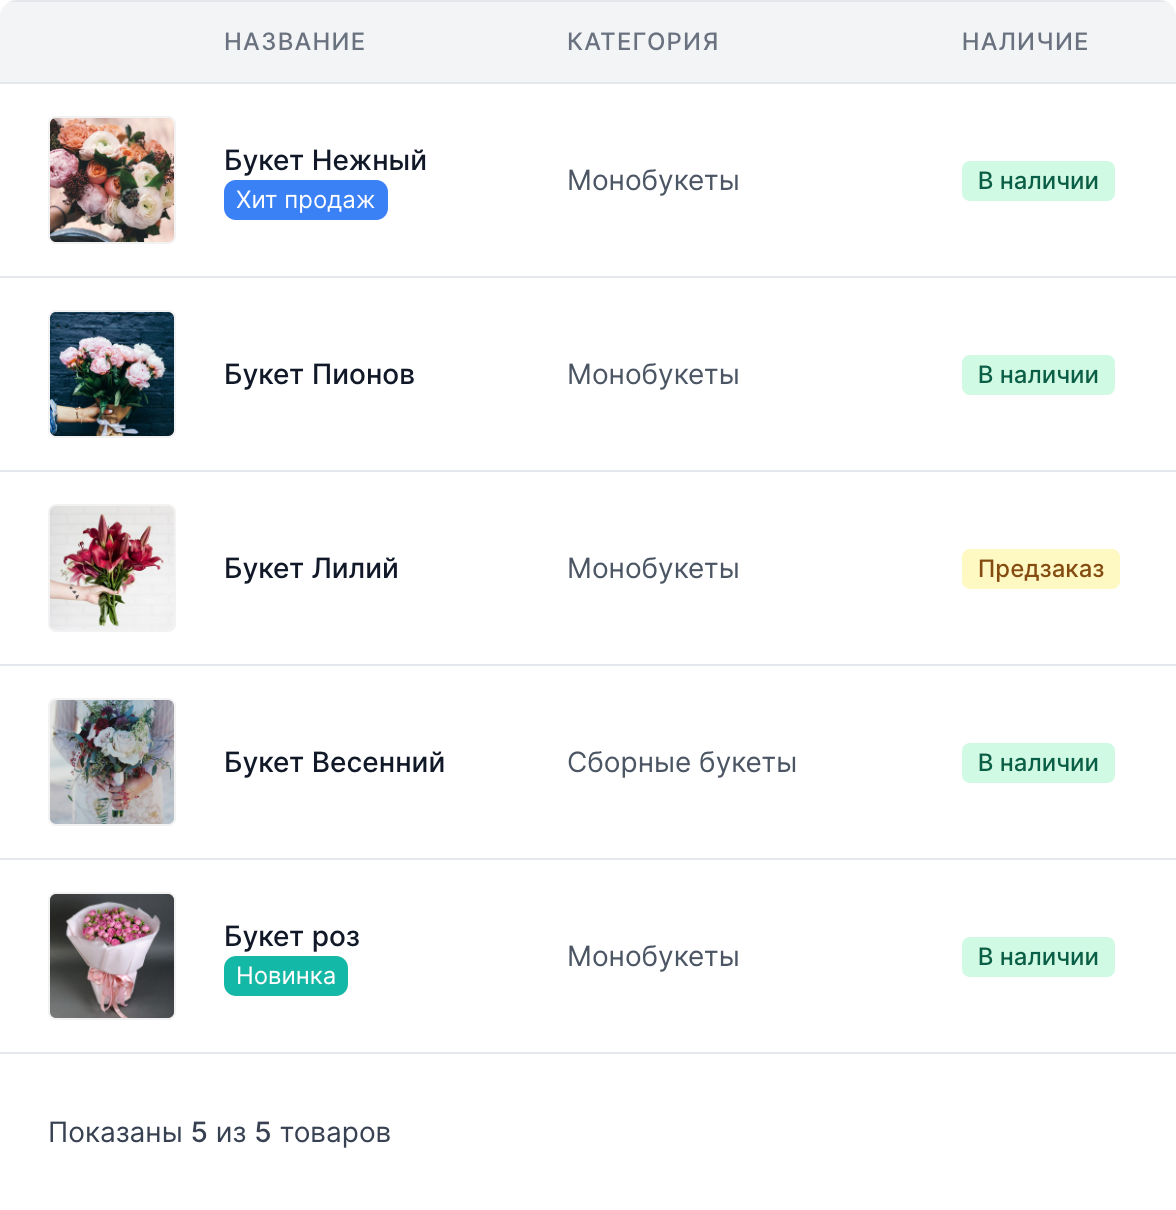 НАЗВАНИЕ КАТЕГОРИЯ НАЛИЧИЕ
Букет Нежный
Хит продаж
Монобукеты
В наличии
Букет Пионов
Монобукеты
В наличии
Букет Лилий
Монобукеты
Предзаказ
Букет Весенний
Сборные букеты
В наличии
Букет роз
Новинка
Монобукеты
В наличии
Показаны 5 из 5 товаров